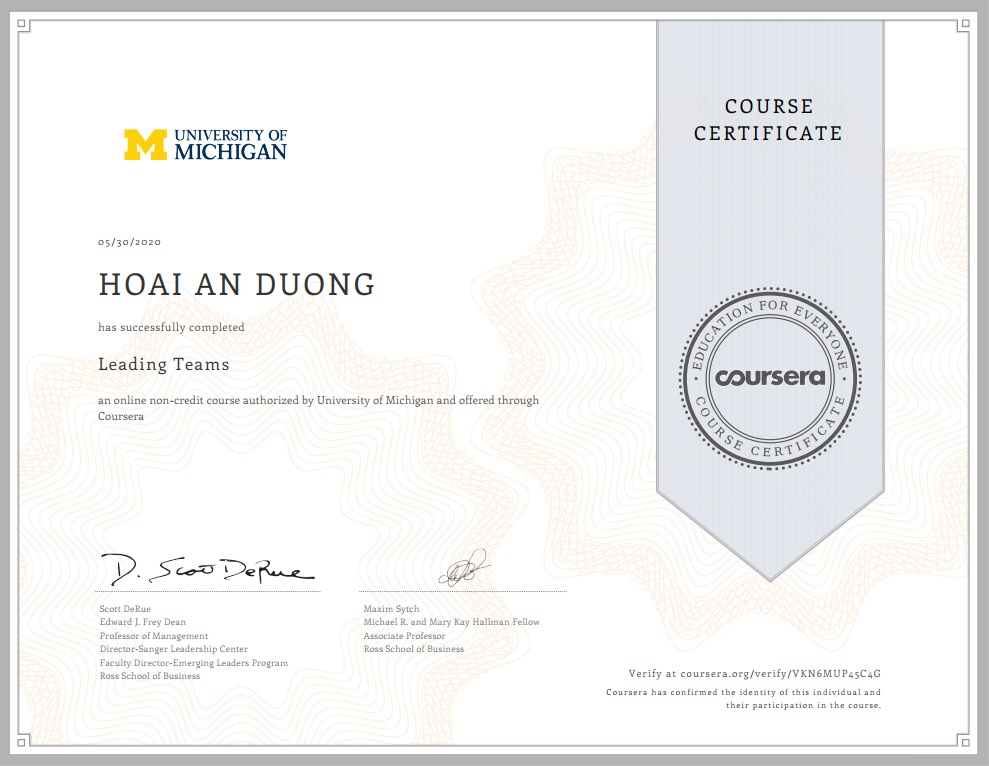 UNIVERSITY OF
MICHIGAN
05/30/2020
HOAI AN DUONG
has successfully completed
Leading Teams
an online non-credit course authorized by University of Michigan and offered through
Coursera
COURSE
CERTIFICATE
EDUCATION FOR EVERYONE
coursera
COURSE CERTIFICATE
D. Scott DeRue
Scott DeRue
Edward J. Frey Dean
Professor of Management
Director-Sanger Leadership Center
Faculty Director-Emerging Leaders Program
Ross School of Business
Maxim Sytch
Michael R. and Mary Kay Hallman Fellow
Associate Professor
Ross School of Business
Verify at coursera.org/verify/VKN6MUP45C4G
Coursera has confirmed the identity of this individual and
their participation in the course.